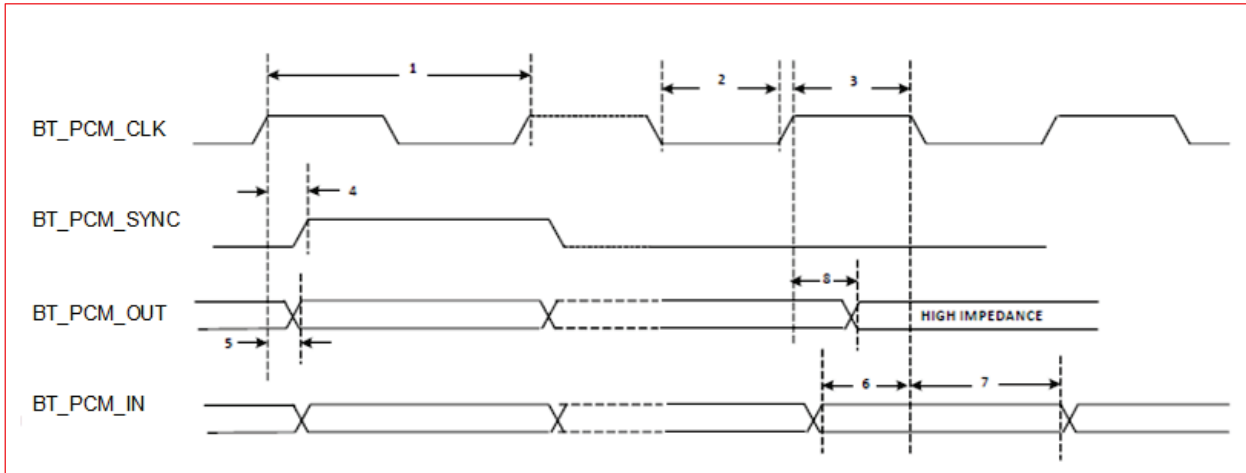 1
2
3
BT_PCM_CLK
4
BT_PCM_SYNC
8
BT_PCM_OUT
HIGH IMPEDANCE
5
6
7
BT_PCM_IN